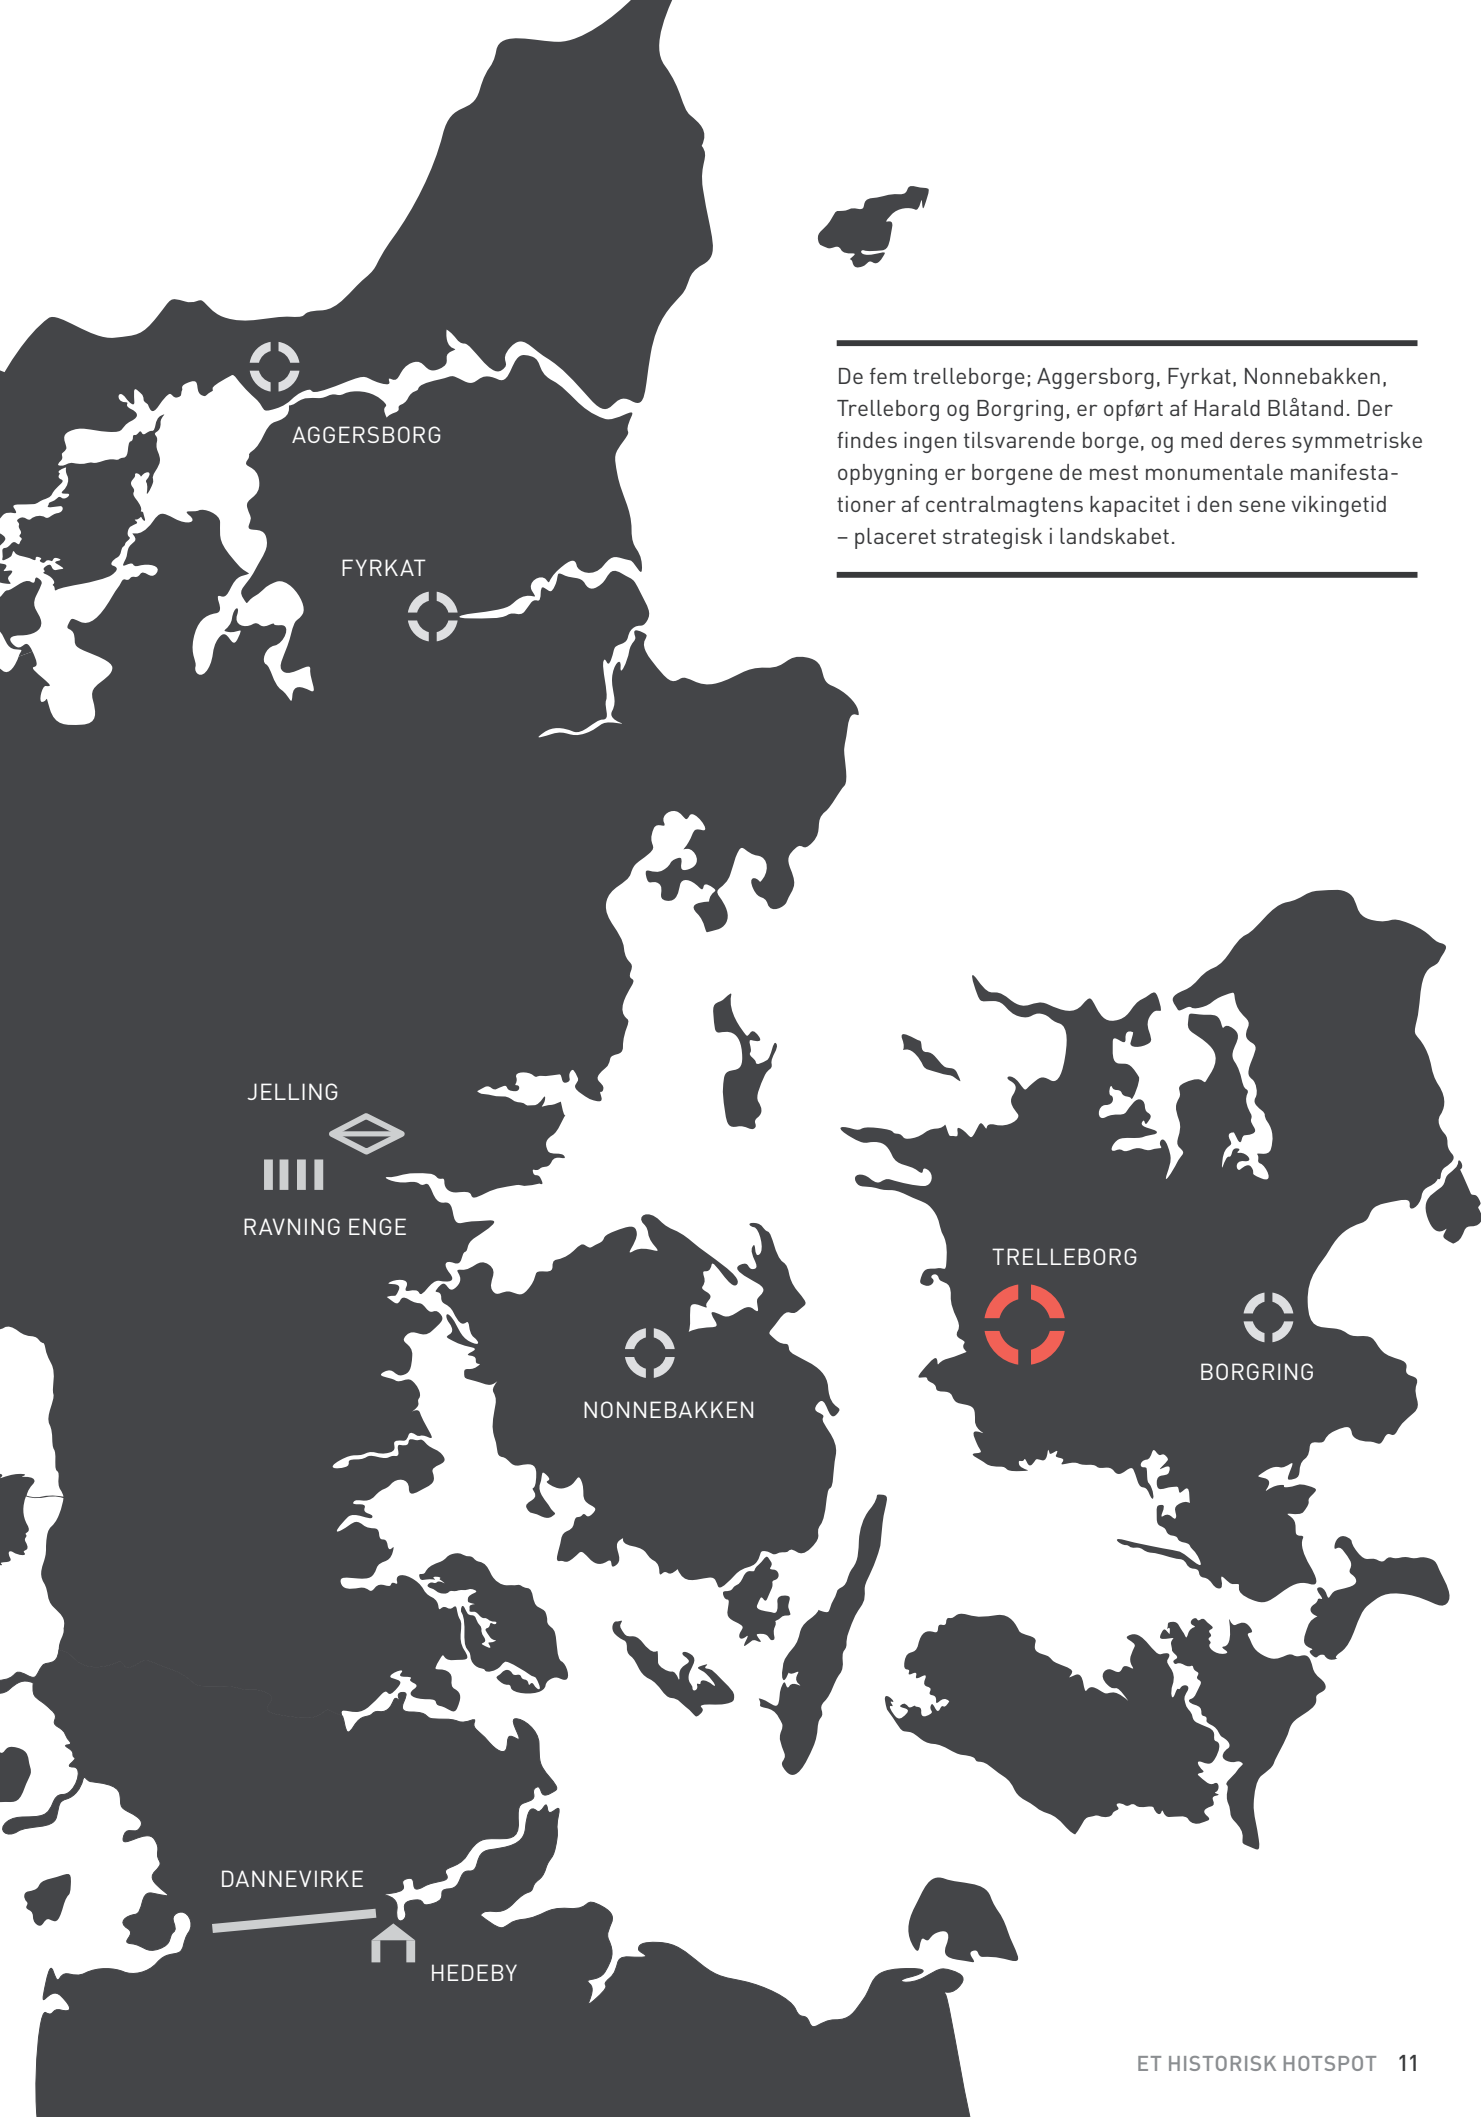 De fem trelleborge; Aggersborg, Fyrkat, Nonnebakken,
Trelleborg og Borgring, er opført af Harald Blåtand. Der
findes ingen tilsvarende borge, og med deres symmetriske
opbygning er borgene de mest monumentale manifesta-
tioner af centralmagtens kapacitet i den sene vikingetid
– placeret strategisk i landskabet.
AGGERSBORG
FYRKAT
JELLING
RAVNING ENGE
TRELLEBORG
BORGRING
NONNEBAKKEN
DANNEVIRKE
HEDEBY
ET HISTORISK HOTSPOT 11